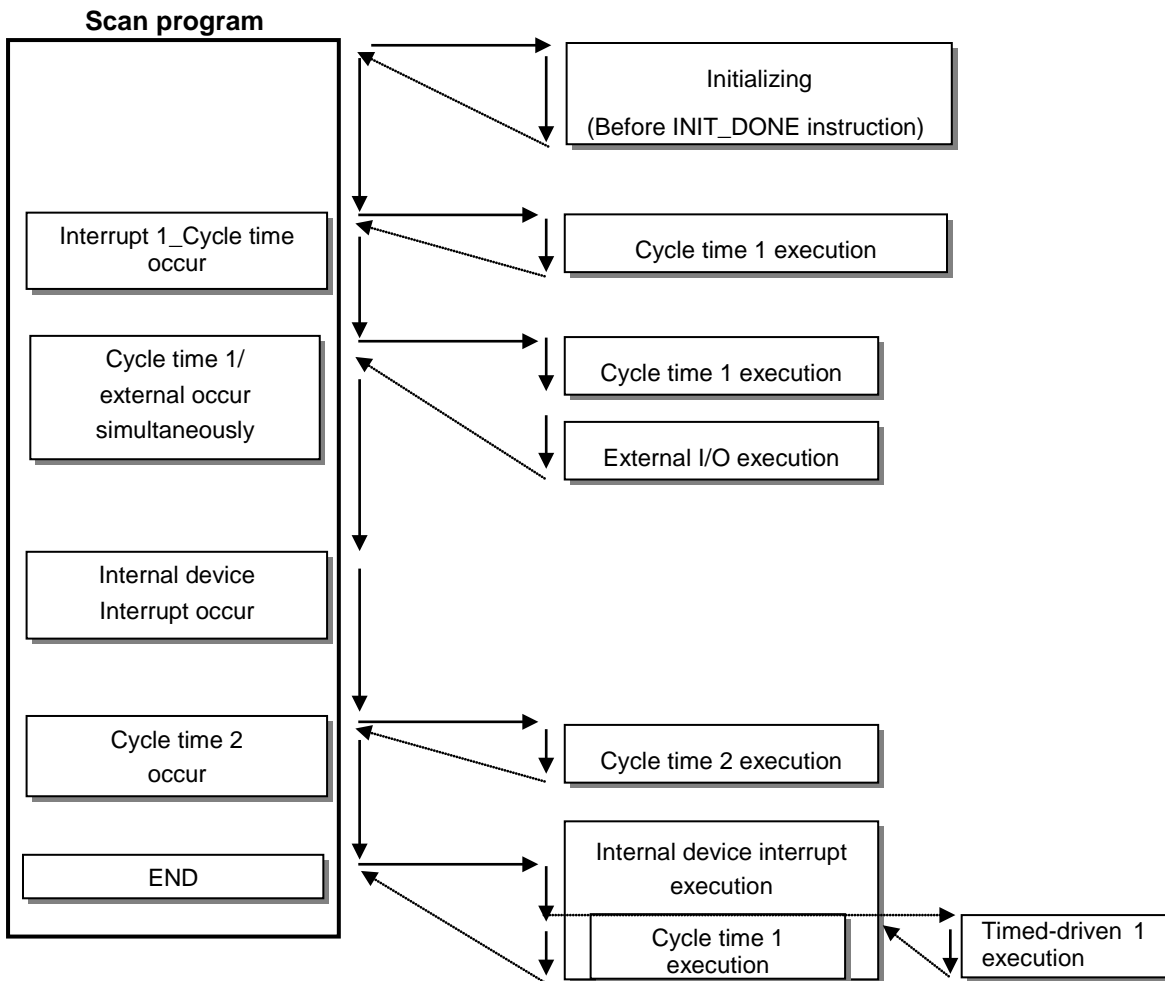 Scan program
Initializing
(Before INIT_DONE instruction)
Interrupt 1_Cycle time
occur
Cycle time 1 execution
Cycle time 1/
external occur
simultaneously
Cycle time 1 execution
External I/O execution
Internal device
Interrupt occur
Cycle time 2
occur
Cycle time 2 execution
END
Internal device interrupt
execution
Cycle time 1
execution
Timed-driven 1
execution